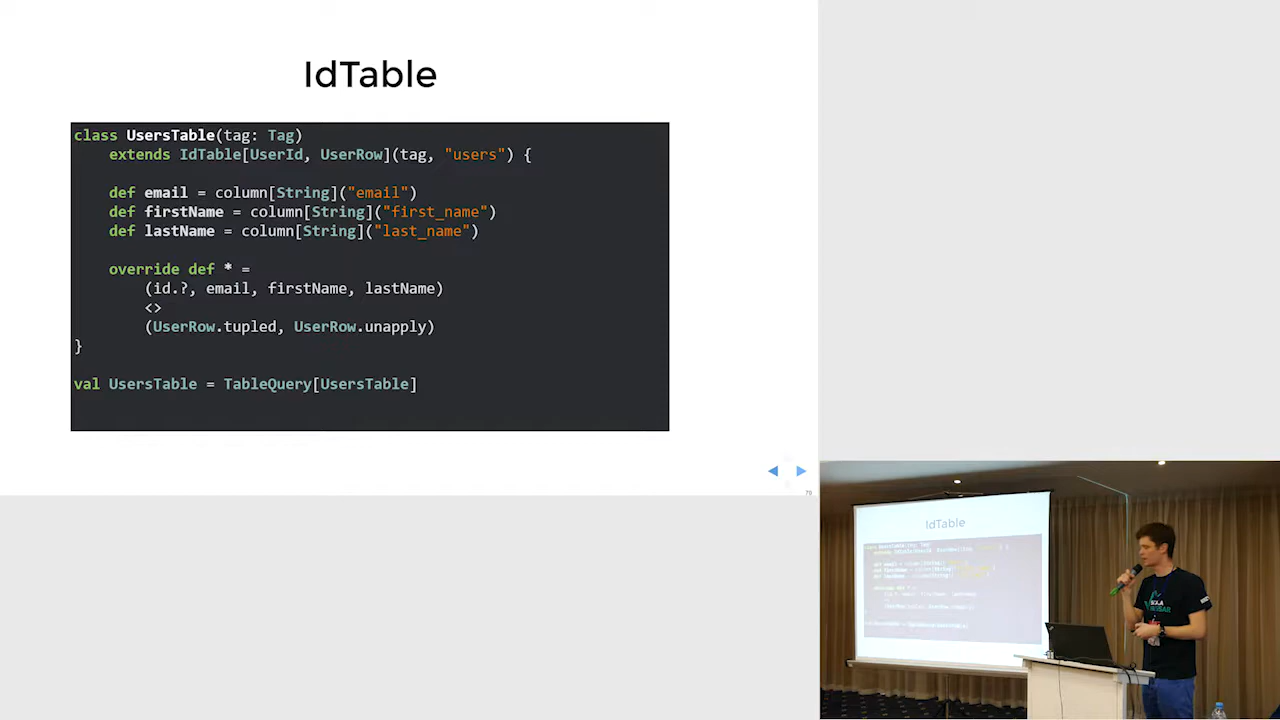 IdTable
class UsersTable(tag: Tag)
extends IdTable[UserId, UserRow](tag, "users") {
def email = column[String]("email")
def firstName = column[String]("first_name")
def lastName = column[String]("last_name")
override def * =
(id.?, email, firstName, lastName)
<>
(UserRow.tupled, UserRow.unapply)
}
val UsersTable = TableQuery[UsersTable]
79
IdTable